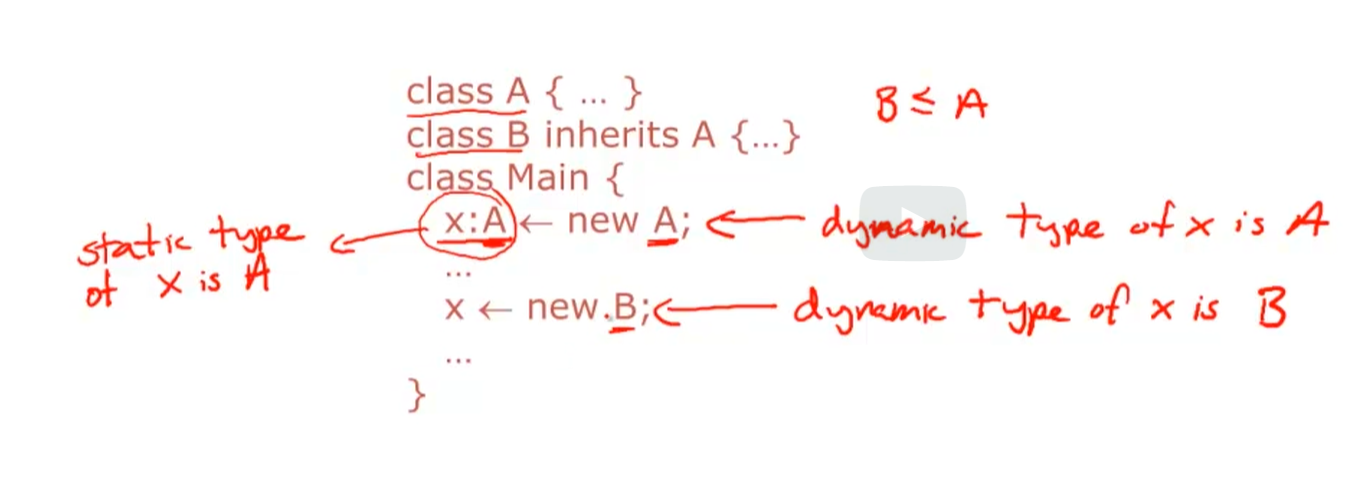 class A { ... }
B ≤ A
class B inherits A {...}
class Main {
x:A ← new A; ← dynamic type of x is A
static type
of x is A
...
x ← new B; ← dynamic type of x is B
...
}